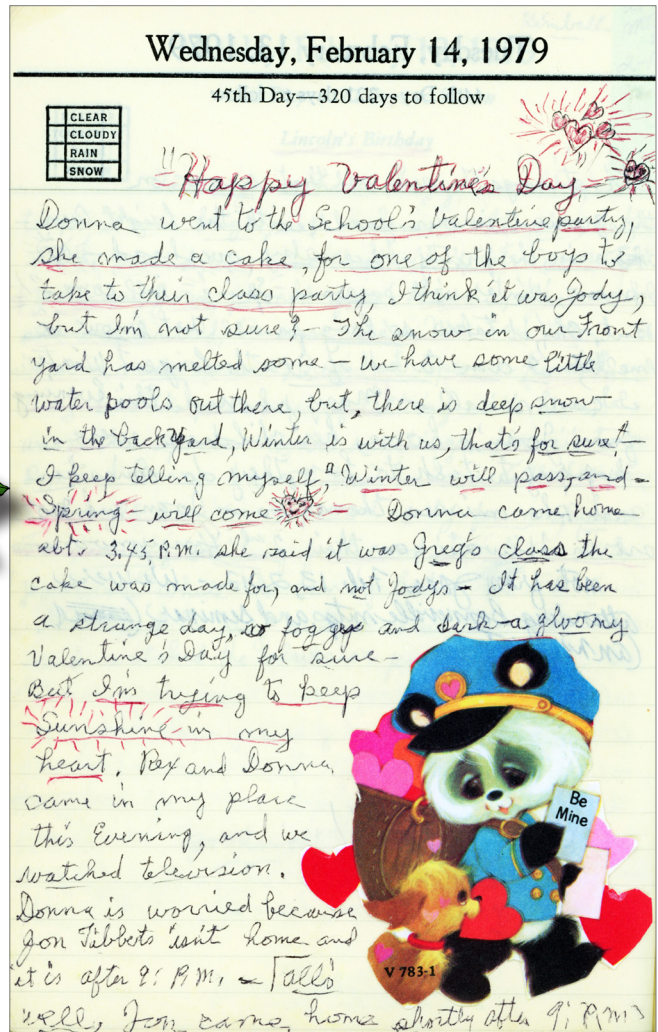 Wednesday, February 14, 1979
45th Day—320 days to follow
CLEAR
CLOUDY
RAIN
SNOW
"Happy Valentine's Day
Donna went to the School's Valentine party,
she made a cake, for one of the boys to
take to their class party, I think it was Jody,
but I'm not sure?- The snow in our Front
yard has melted some - we have some little
water pools out there, but, there is deep snow
in the back yard, Winter is with us, that's for sure!-
I keep telling myself, "Winter will pass, and-
Spring - will come - Donna came home
abt. 3:45 P.M. she said it was Greg's class the
cake was made for, and not Jodys - It has been
a strange day, so foggy and dark-a gloomy
Valentine's Day for sure-
But I'm trying to keep
Sunshine in my
heart. Rex and Donna
came in my place
this Evening, and we
watched television.
Donna is worried because
Jon Tibbets isn't home and
it is after 9: P.M. - all's
well, Jon came home shortly after 9: P.M.
Be
Mine
V 783-1